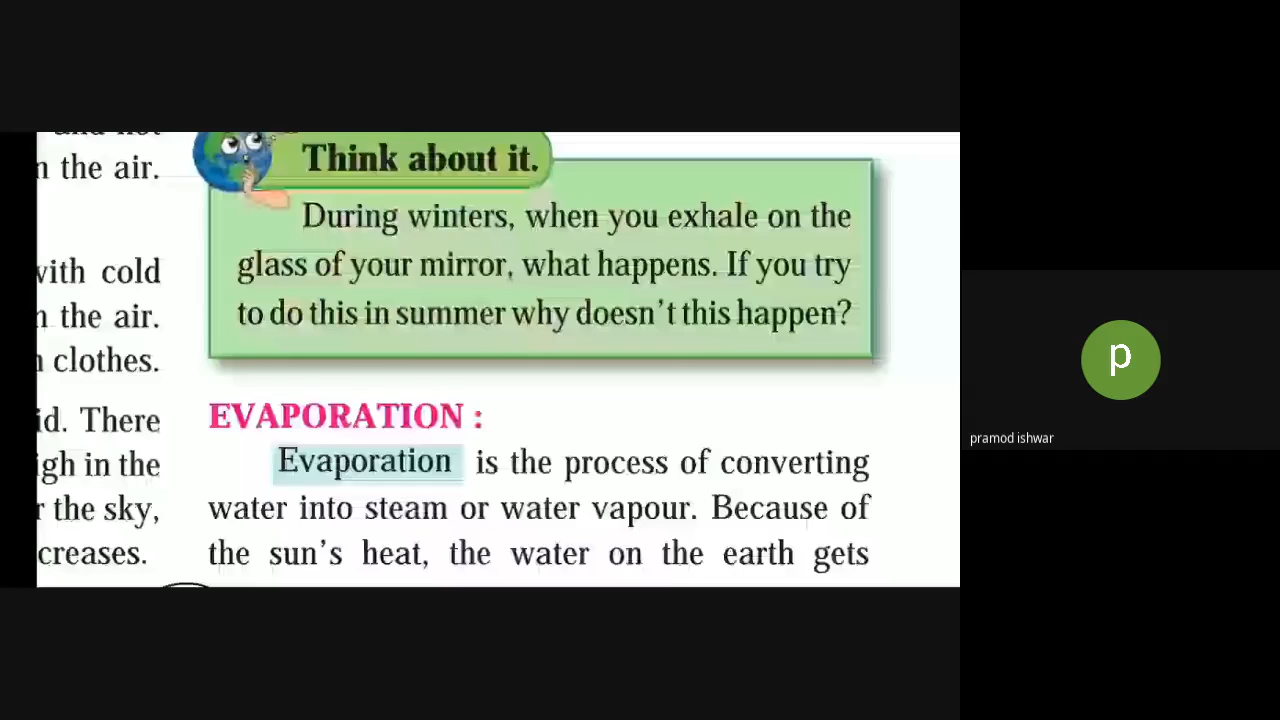 n the air.
with cold
n the air.
clothes.
id. There
igh in the
r the sky,
creases.
Think about it.
During winters, when you exhale on the
glass of your mirror, what happens. If you try
to do this in summer why doesn't this happen?
EVAPORATION :
Evaporation is the process of converting
water into steam or water vapour. Because of
the sun's heat, the water on the earth gets
p
pramod ishwar